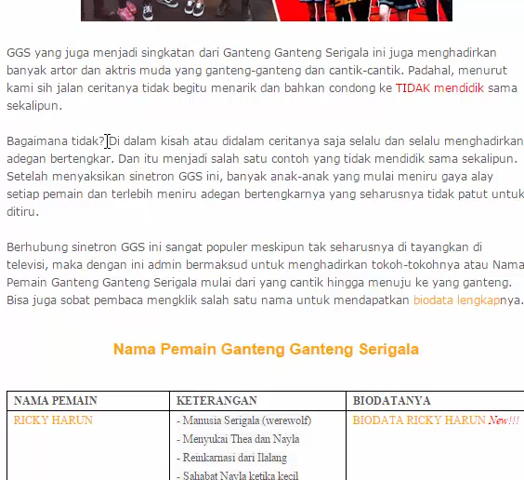 GGS yang juga menjadi singkatan dari Ganteng Ganteng Serigala ini juga menghadirkan
banyak artor dan aktris muda yang ganteng-ganteng dan cantik-cantik. Padahal, menurut
kami sih jalan ceritanya tidak begitu menarik dan bahkan condong ke TIDAK mendidik sama
sekalipun.
Bagaimana tidak? Di dalam kisah atau didalam ceritanya saja selalu dan selalu menghadirkan
adegan bertengkar. Dan itu menjadi salah satu contoh yang tidak mendidik sama sekalipun.
Setelah menyaksikan sinetron GGS ini, banyak anak-anak yang mulai meniru gaya alay
setiap pemain dan terlebih meniru adegan bertengkarnya yang seharusnya tidak patut untuk
ditiru.
Berhubung sinetron GGS ini sangat populer meskipun tak seharusnya di tayangkan di
televisi, maka dengan ini admin bermaksud untuk menghadirkan tokoh-tokohnya atau Nama
Pemain Ganteng Ganteng Serigala mulai dari yang cantik hingga menuju ke yang ganteng.
Bisa juga sobat pembaca mengklik salah satu nama untuk mendapatkan biodata lengkapnya.
Nama Pemain Ganteng Ganteng Serigala
NAMA PEMAIN KETERANGAN BIODATANYA
RICKY HARUN - Manusia Serigala (werewolf) BIODATA RICKY HARUN New!!!
- Menyukai Thea dan Nayla
- Reinkarnasi dari Ilalang
- Sahabat Nayla ketika kecil